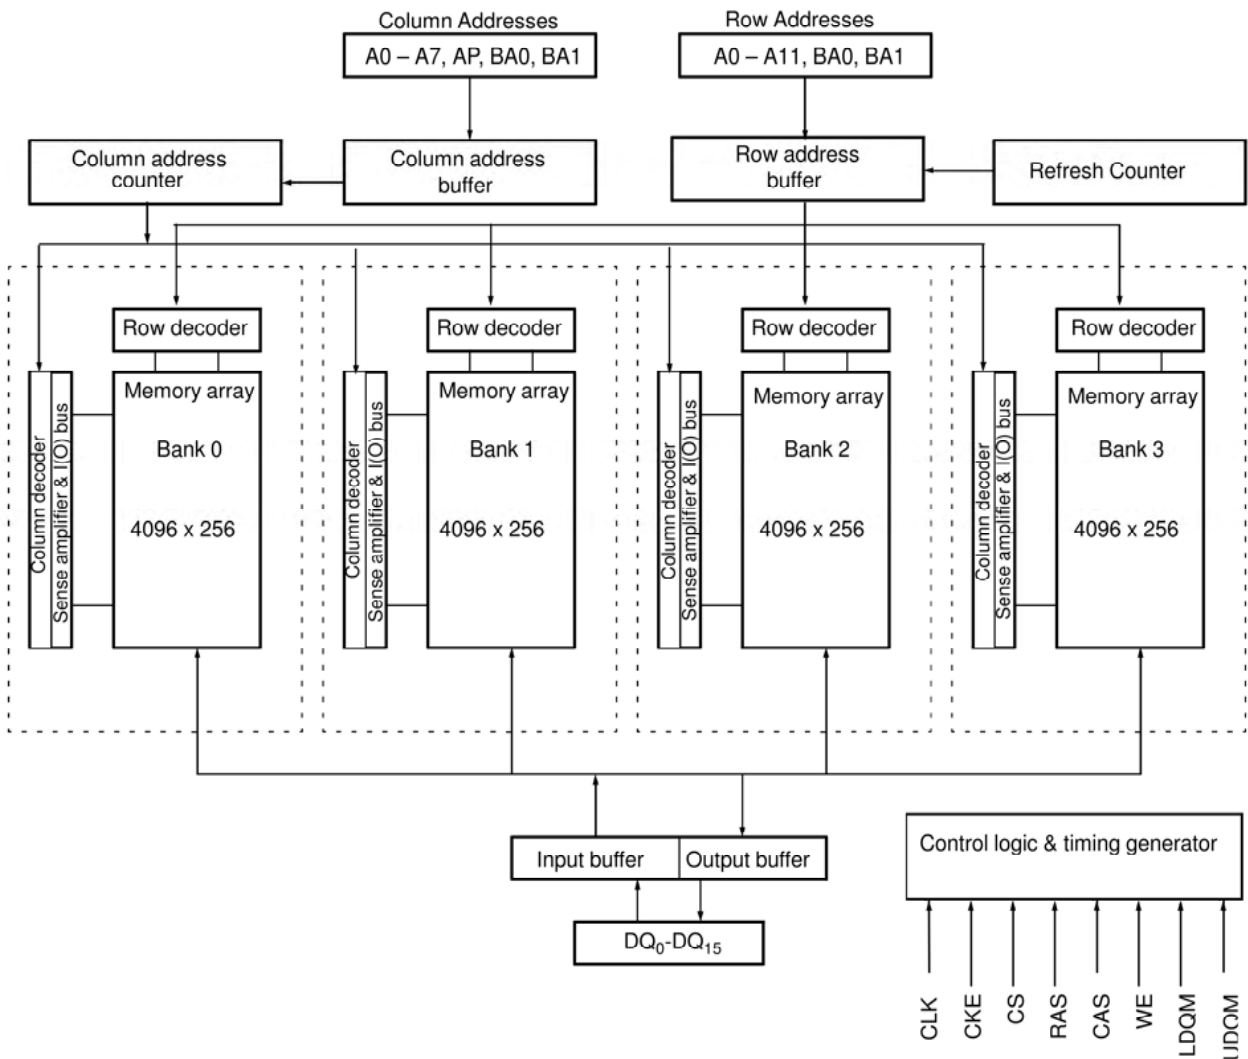 Column Addresses
A0 – A7, AP, BA0, BA1
Row Addresses
A0 – A11, BA0, BA1
Column address
counter
Column address
buffer
Row address
buffer
Refresh Counter
Row decoder
Row decoder
Row decoder
Row decoder
Column decoder
Sense amplifier & I(O) bus
Memory array
Bank 0
4096 x 256
Column decoder
Sense amplifier & I(O) bus
Memory array
Bank 1
4096 x 256
Column decoder
Sense amplifier & I(O) bus
Memory array
Bank 2
4096 x 256
Column decoder
Sense amplifier & I(O) bus
Memory array
Bank 3
4096 x 256
Input buffer
Output buffer
DQ0-DQ15
Control logic & timing generator
CLK
CKE
CS
RAS
CAS
WE
LDQM
UDQM